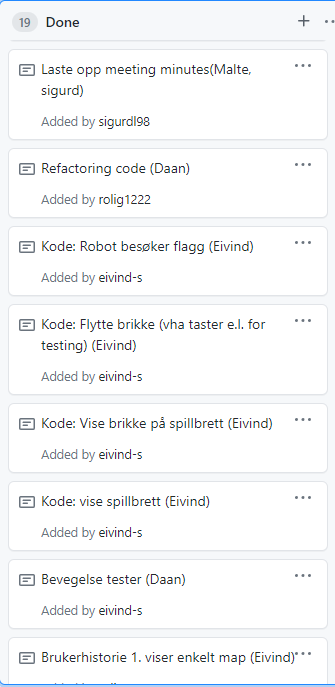 19 Done
Laste opp meeting minutes(Malte,
sigurd)
Added by sigurdl98
Refactoring code (Daan)
Added by rolig1222
Kode: Robot besøker flagg (Eivind)
Added by eivind-s
Kode: Flytte brikke (vha taster e.l. for
testing) (Eivind)
Added by eivind-s
Kode: Vise brikke på spillbrett (Eivind)
Added by eivind-s
Kode: vise spillbrett (Eivind)
Added by eivind-s
Bevegelse tester (Daan)
Added by eivind-s
Brukerhistorie 1. viser enkelt map (Eivind)